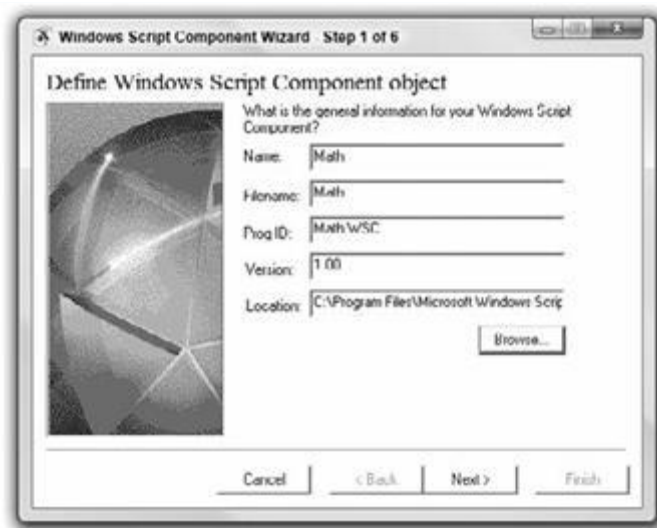 Windows Script Component Wizard Step 1 of 6
Define Windows Script Component object
What is the general information for your Windows Script
Component?
Name: Math
Filename: Math
Prog ID: Math.WSC
Version: 1.00
Location: C:\Program Files\Microsoft Windows Scrip
Browse...
Cancel < Back Next > Finish